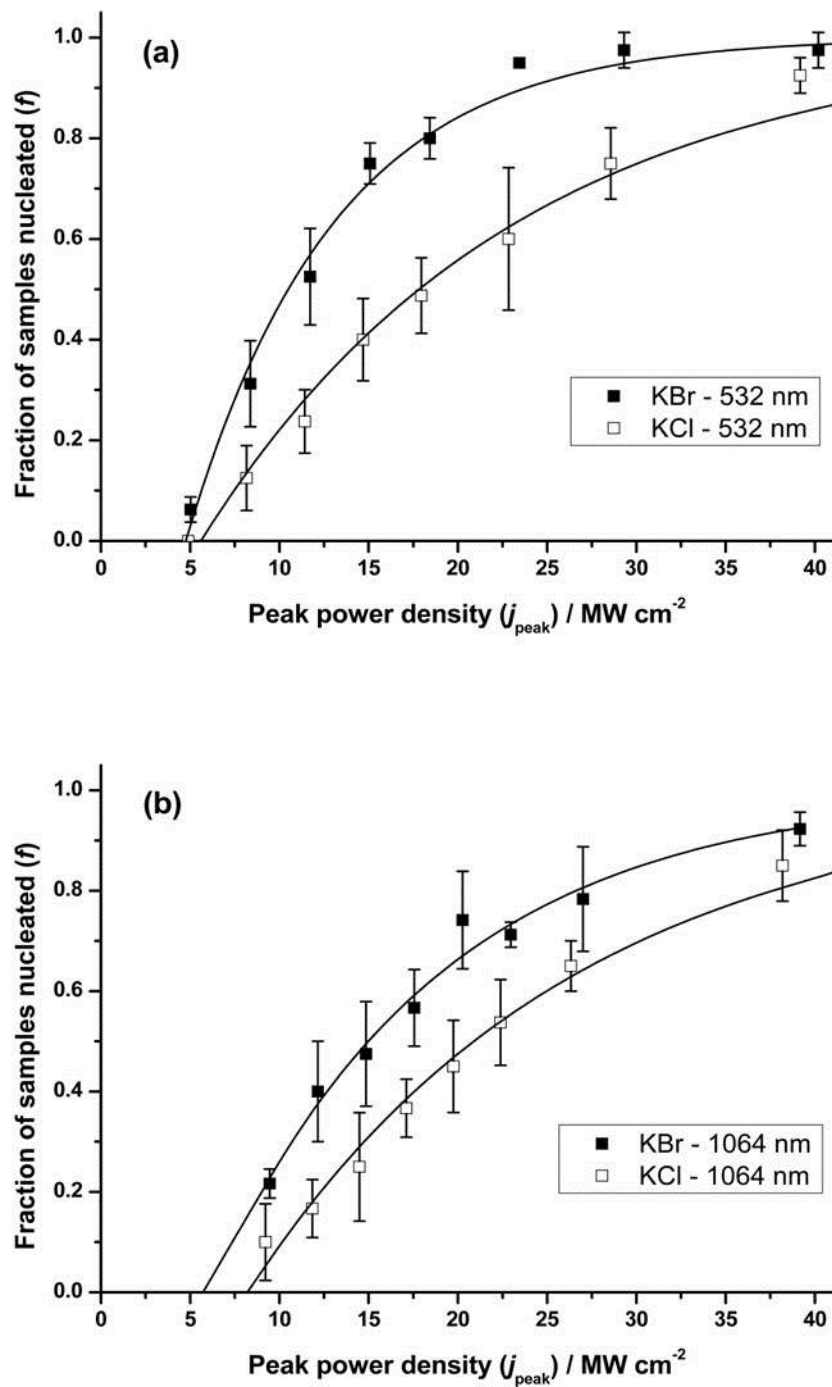 (a)
Fraction of samples nucleated (f)
1.0
0.8
0.6
0.4
0.2
0.0
KBr - 532 nm
KCl - 532 nm
0 5 10 15 20 25 30 35 40
Peak power density (jpeak) / MW cm-2
(b)
Fraction of samples nucleated (f)
1.0
0.8
0.6
0.4
0.2
0.0
KBr - 1064 nm
KCl - 1064 nm
0 5 10 15 20 25 30 35 40
Peak power density (jpeak) / MW cm-2